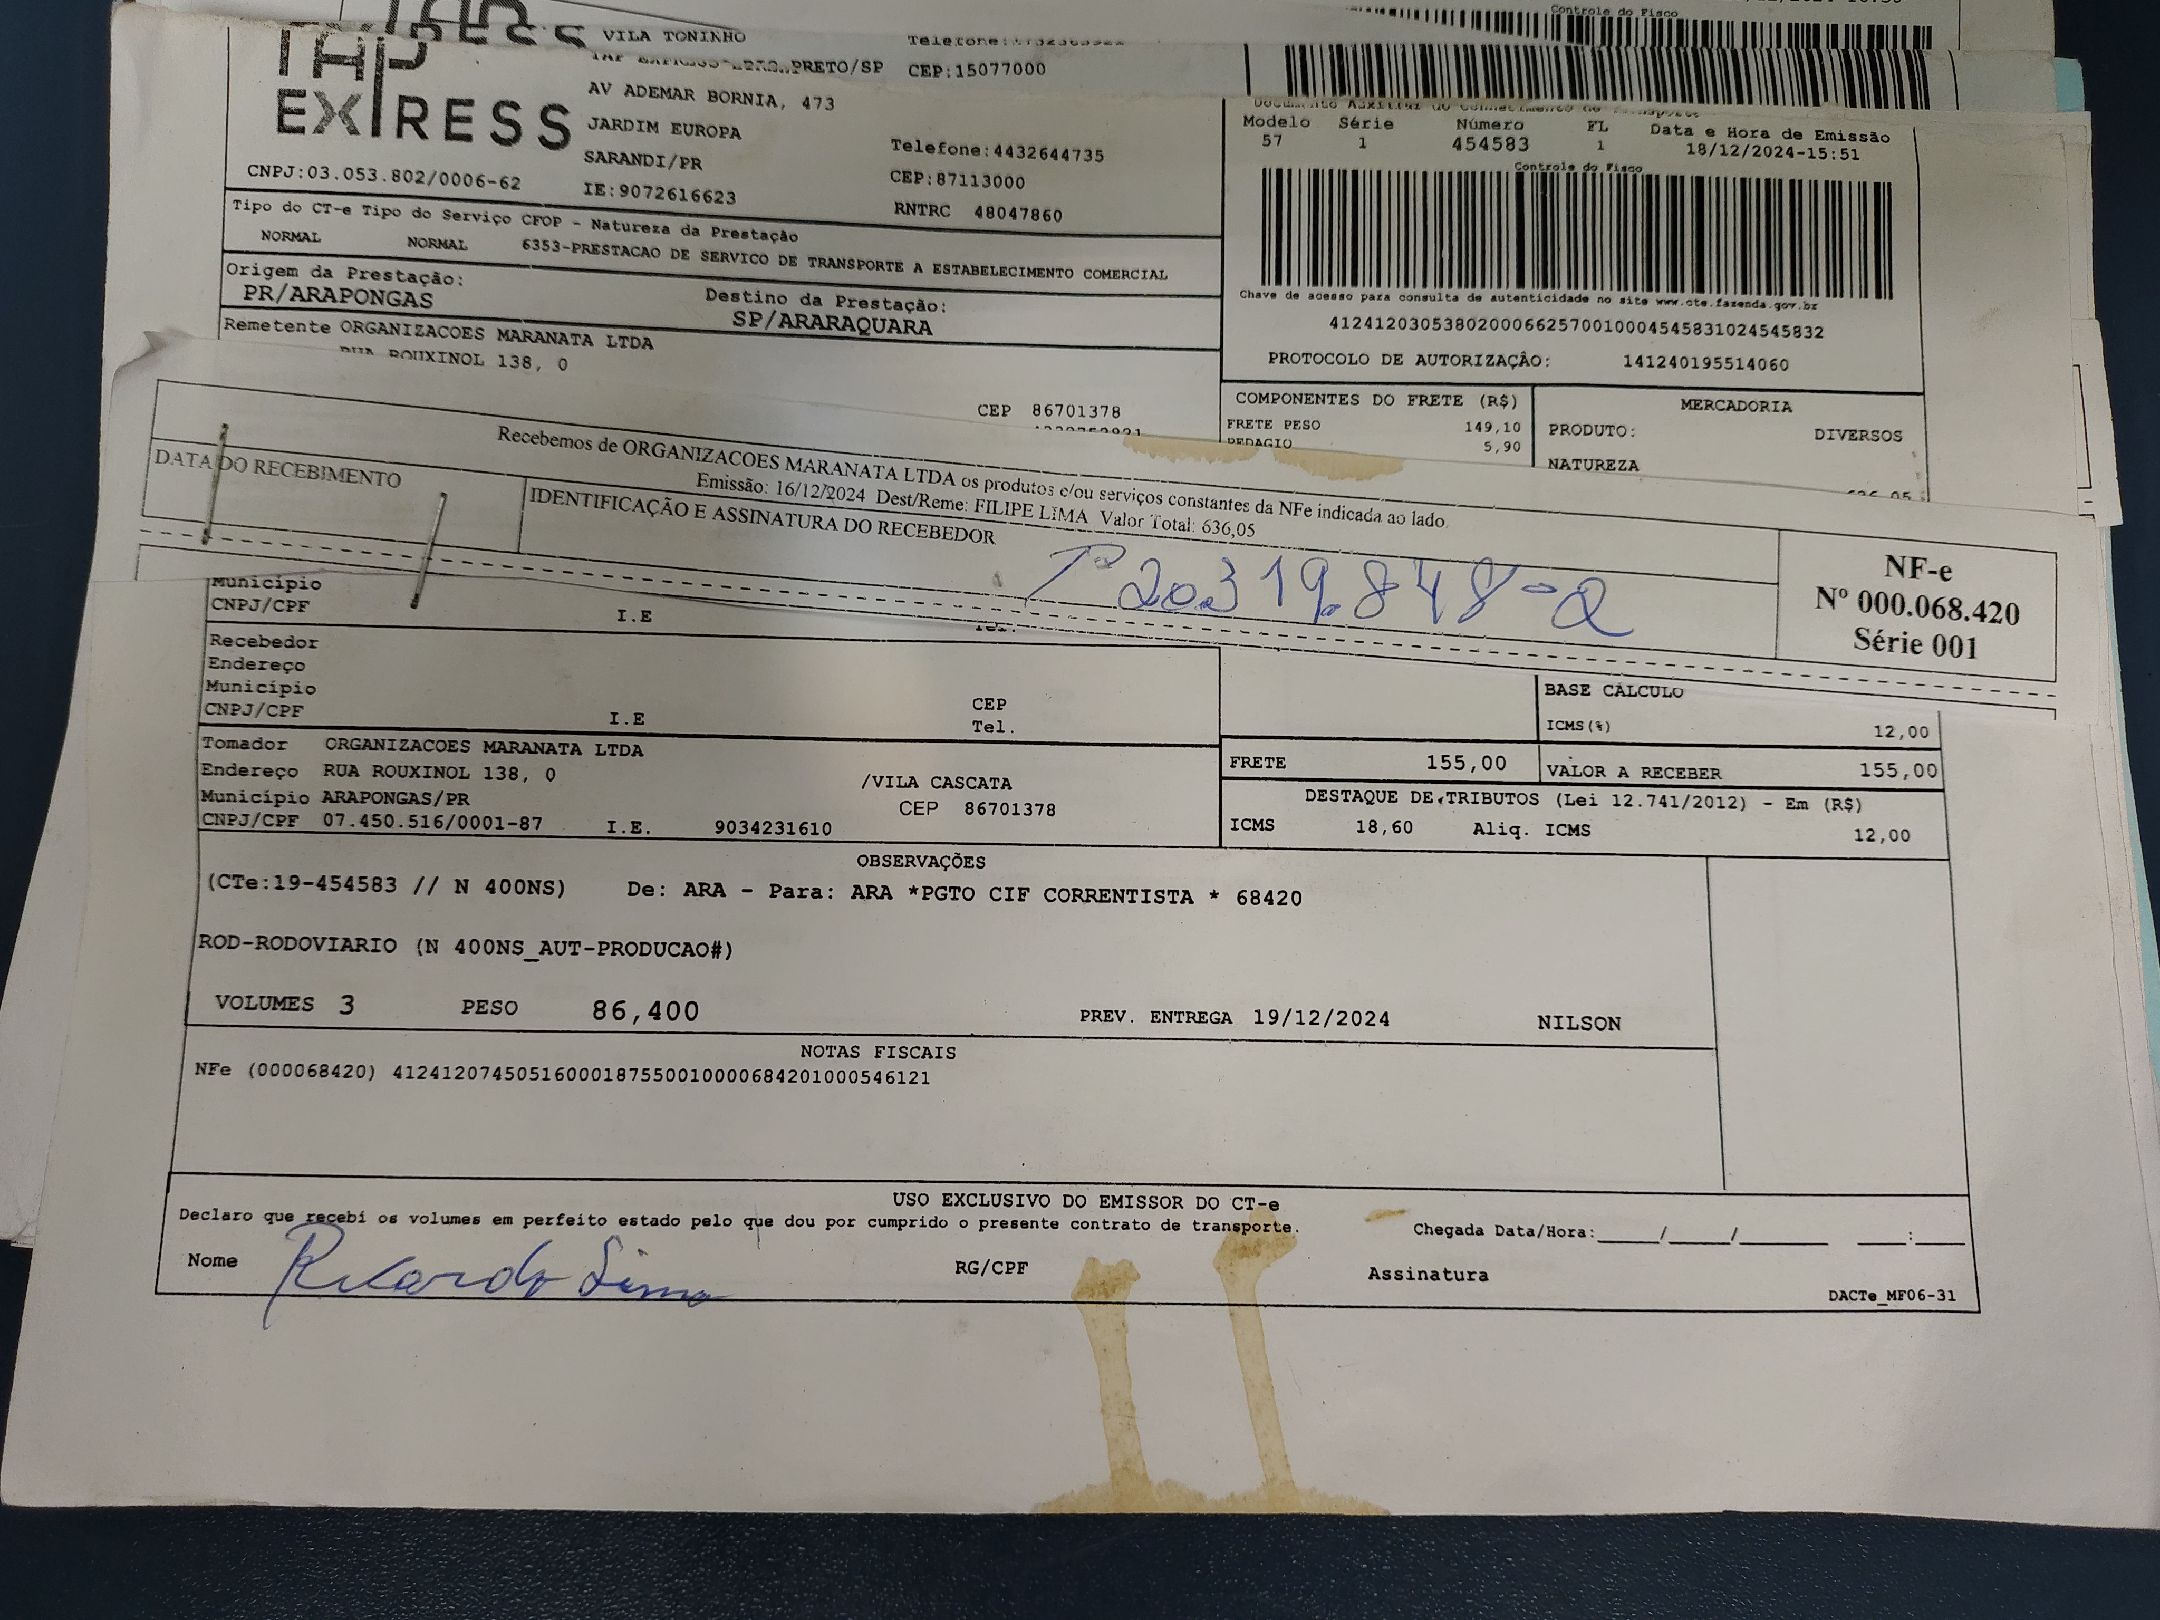 Controle do Fisco
VILA TONINHO
PRETO/SP CEP:15077000
TAP EXPRESS
AV ADEMAR BORNIA, 473
JARDIM EUROPA Telefone:4432644735
SARANDI/PR CEP:87113000
CNPJ:03.053.802/0006-62 IE:9072616623 RNTRC 48047860
Modelo Série Número FL Data e Hora de Emissão
57 1 454583 1 18/12/2024-15:51
Controle do Fisco
Tipo do CT-e Tipo do Serviço CFOP - Natureza da Prestação
NORMAL NORMAL 6353-PRESTACAO DE SERVICO DE TRANSPORTE A ESTABELECIMENTO COMERCIAL
Origem da Prestação: Destino da Prestação:
PR/ARAPONGAS SP/ARARAQUARA
Chave de acesso para consulta de autenticidade no site www.cte.fazenda.gov.br
41241203053802000662570010004545831024545832
PROTOCOLO DE AUTORIZAÇÃO: 141240195514060
Remetente ORGANIZACOES MARANATA LTDA
RUA ROUXINOL 138, 0
CEP 86701378
COMPONENTES DO FRETE (R$) MERCADORIA
FRETE PESO 149,10 PRODUTO: DIVERSOS
PEDAGIO 5,90 NATUREZA
Recebemos de ORGANIZACOES MARANATA LTDA os produtos e/ou serviços constantes da NFe indicada ao lado.
Emissão: 16/12/2024 Dest/Reme: FILIPE LIMA Valor Total: 636,05
DATA DO RECEBIMENTO IDENTIFICAÇÃO E ASSINATURA DO RECEBEDOR
20.319.848-2
NF-e
Nº 000.068.420
Série 001
Município
CNPJ/CPF I.E Tel.
Recebedor
Endereço
Município CEP
CNPJ/CPF I.E Tel.
BASE CÁLCULO
ICMS(%) 12,00
Tomador ORGANIZACOES MARANATA LTDA
Endereço RUA ROUXINOL 138, 0 /VILA CASCATA
Município ARAPONGAS/PR CEP 86701378
CNPJ/CPF 07.450.516/0001-87 I.E. 9034231610
FRETE 155,00 VALOR A RECEBER 155,00
DESTAQUE DE TRIBUTOS (Lei 12.741/2012) - Em (R$)
ICMS 18,60 Aliq. ICMS 12,00
OBSERVAÇÕES
(CTe:19-454583 // N 400NS) De: ARA - Para: ARA *PGTO CIF CORRENTISTA * 68420
ROD-RODOVIARIO (N 400NS_AUT-PRODUCAO#)
VOLUMES 3 PESO 86,400 PREV. ENTREGA 19/12/2024 NILSON
NOTAS FISCAIS
NFe (000068420) 41241207450516000187550010000684201000546121
USO EXCLUSIVO DO EMISSOR DO CT-e
Declaro que recebi os volumes em perfeito estado pelo que dou por cumprido o presente contrato de transporte.
Chegada Data/Hora:_____/_____/_______ ____:____
Nome Ricardo Lima RG/CPF Assinatura
DACTe_MF06-31